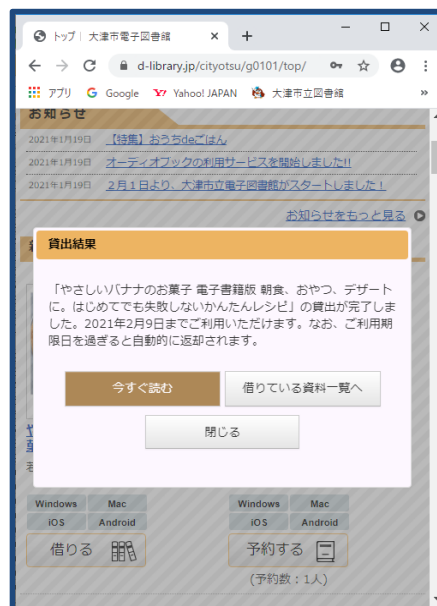 トップ | 大津市電子図書館
d-library.jp/cityotsu/g0101/top/
アプリ Google Yahoo! JAPAN 大津市立図書館 »
お知らせ
2021年1月19日 【特集】おうちdeごはん
2021年1月19日 オーディオブックの利用サービスを開始しました!!
2021年1月19日 2月1日より、大津市立電子図書館がスタートしました！
お知らせをもっと見る
貸出結果
「やさしいバナナのお菓子 電子書籍版 朝食、おやつ、デザート
に。はじめてでも失敗しないかんたんレシピ」の貸出が完了しま
した。2021年2月9日までご利用いただけます。なお、ご利用期
限日を過ぎると自動的に返却されます。
今すぐ読む 借りている資料一覧へ
閉じる
Windows Mac Windows Mac
iOS Android iOS Android
借りる 予約する
(予約数：1人)